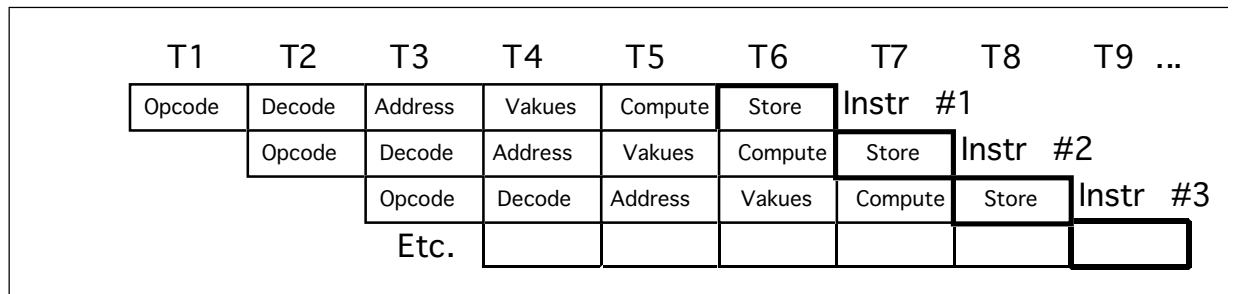 T1 T2 T3 T4 T5 T6 T7 T8 T9 ...
Opcode Decode Address Vakues Compute Store Instr #1
Opcode Decode Address Vakues Compute Store Instr #2
Opcode Decode Address Vakues Compute Store Instr #3
Etc.